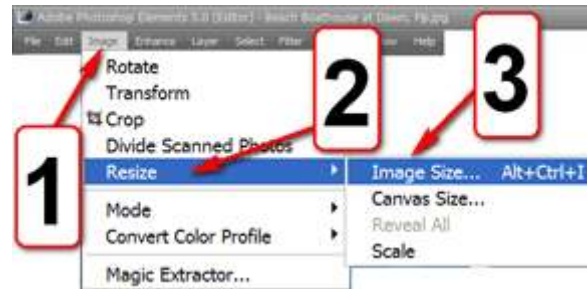 Adobe Photoshop Elements 5.0 (Editor) - Beach Boathouse at Dawn, Fiji.jpg
File Edit Image Enhance Layer Select Filter Help
Rotate
Transform
Crop
Divide Scanned Photos
Resize
Mode
Convert Color Profile
Magic Extractor...
Image Size... Alt+Ctrl+I
Canvas Size...
Reveal All
Scale
1
2
3